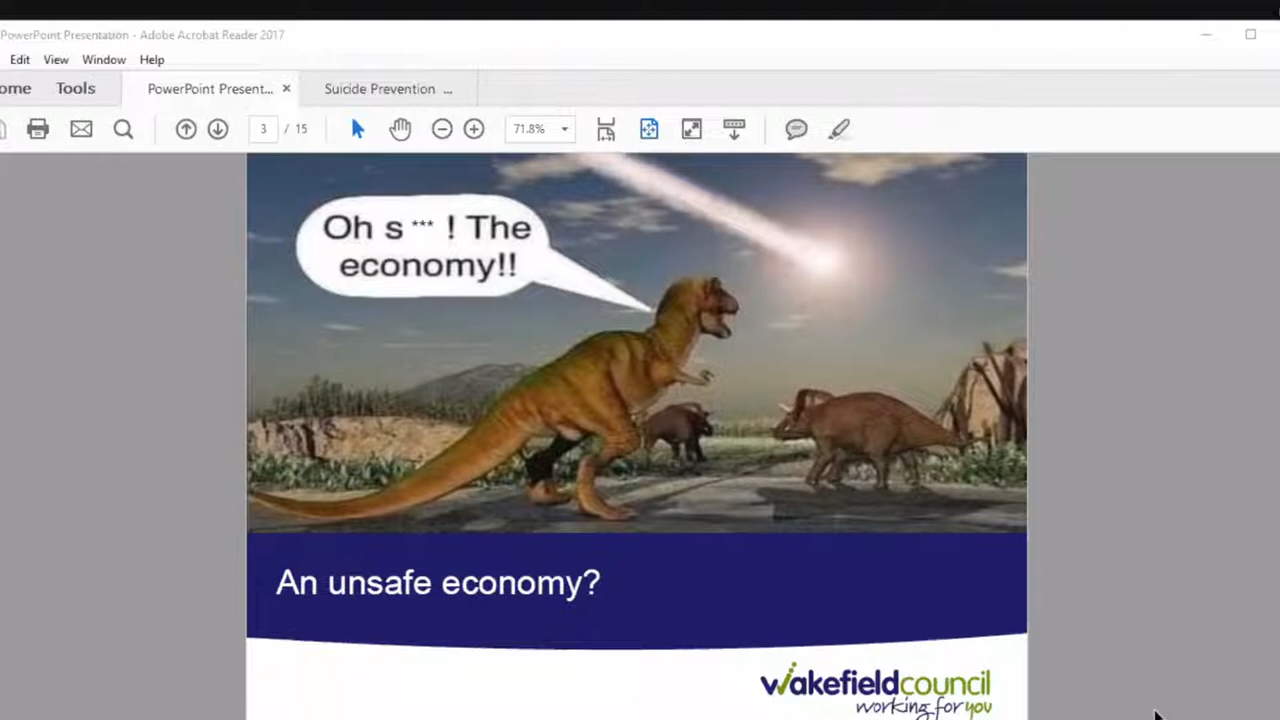 PowerPoint Presentation - Adobe Acrobat Reader 2017
Edit View Window Help
ome Tools PowerPoint Present... × Suicide Prevention ...
3 / 15 71.8%
Oh s *** ! The
economy!!
An unsafe economy?
wakefieldcouncil
working for you